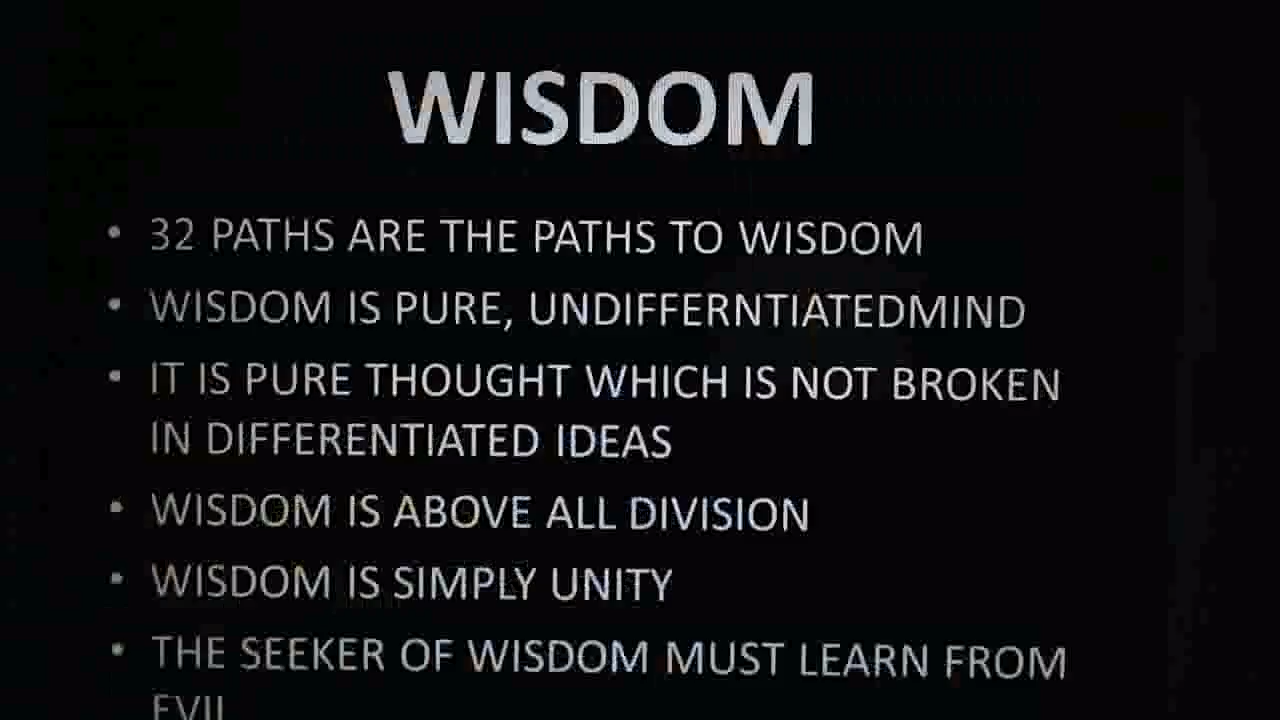 WISDOM
• 32 PATHS ARE THE PATHS TO WISDOM
• WISDOM IS PURE, UNDIFFERNTIATEDMIND
• IT IS PURE THOUGHT WHICH IS NOT BROKEN
IN DIFFERENTIATED IDEAS
• WISDOM IS ABOVE ALL DIVISION
• WISDOM IS SIMPLY UNITY
• THE SEEKER OF WISDOM MUST LEARN FROM
EVIL